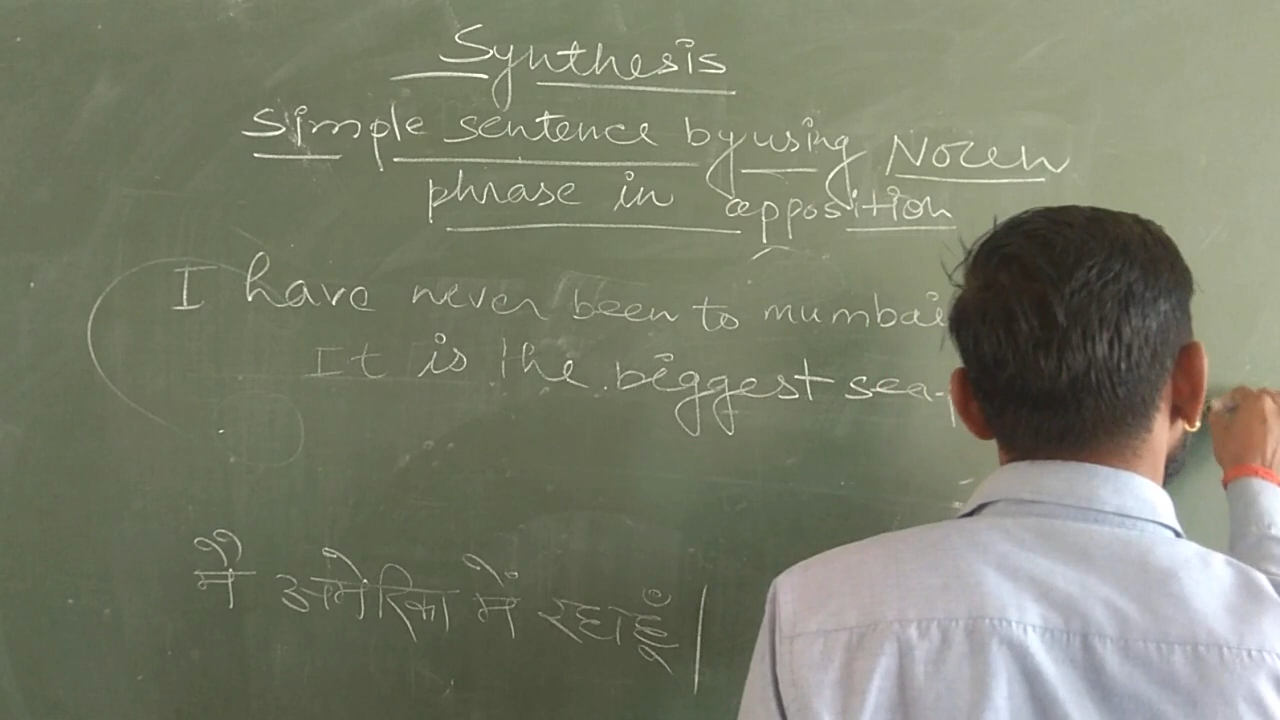 Synthesis
Simple sentence by using Noun
phrase in apposition
I have never been to mumbai
It is the biggest sea-
मैं अमेरिका में रहा हूँ।